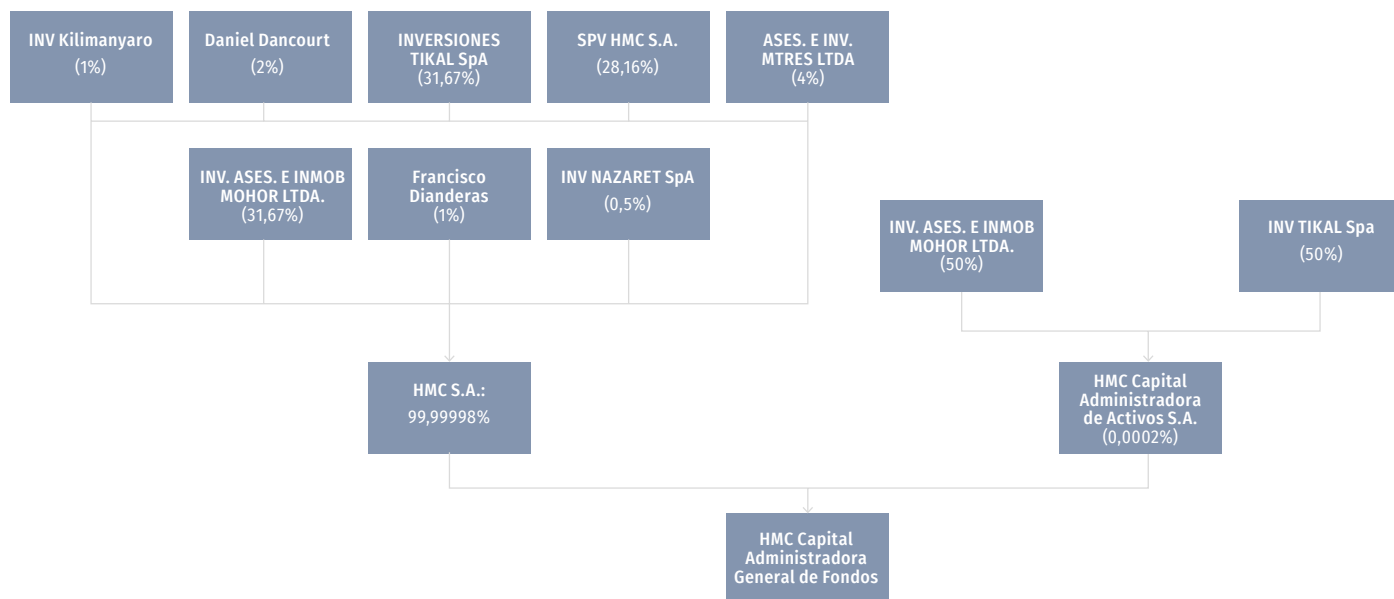 INV Kilimanyaro
(1%)
Daniel Dancourt
(2%)
INVERSIONES
TIKAL SpA
(31,67%)
SPV HMC S.A.
(28,16%)
ASES. E INV.
MTRES LTDA
(4%)
INV. ASES. E INMOB
MOHOR LTDA.
(31,67%)
Francisco
Dianderas
(1%)
INV NAZARET SpA
(0,5%)
INV. ASES. E INMOB
MOHOR LTDA.
(50%)
INV TIKAL Spa
(50%)
HMC S.A.:
99,99998%
HMC Capital
Administradora
de Activos S.A.
(0,0002%)
HMC Capital
Administradora
General de Fondos